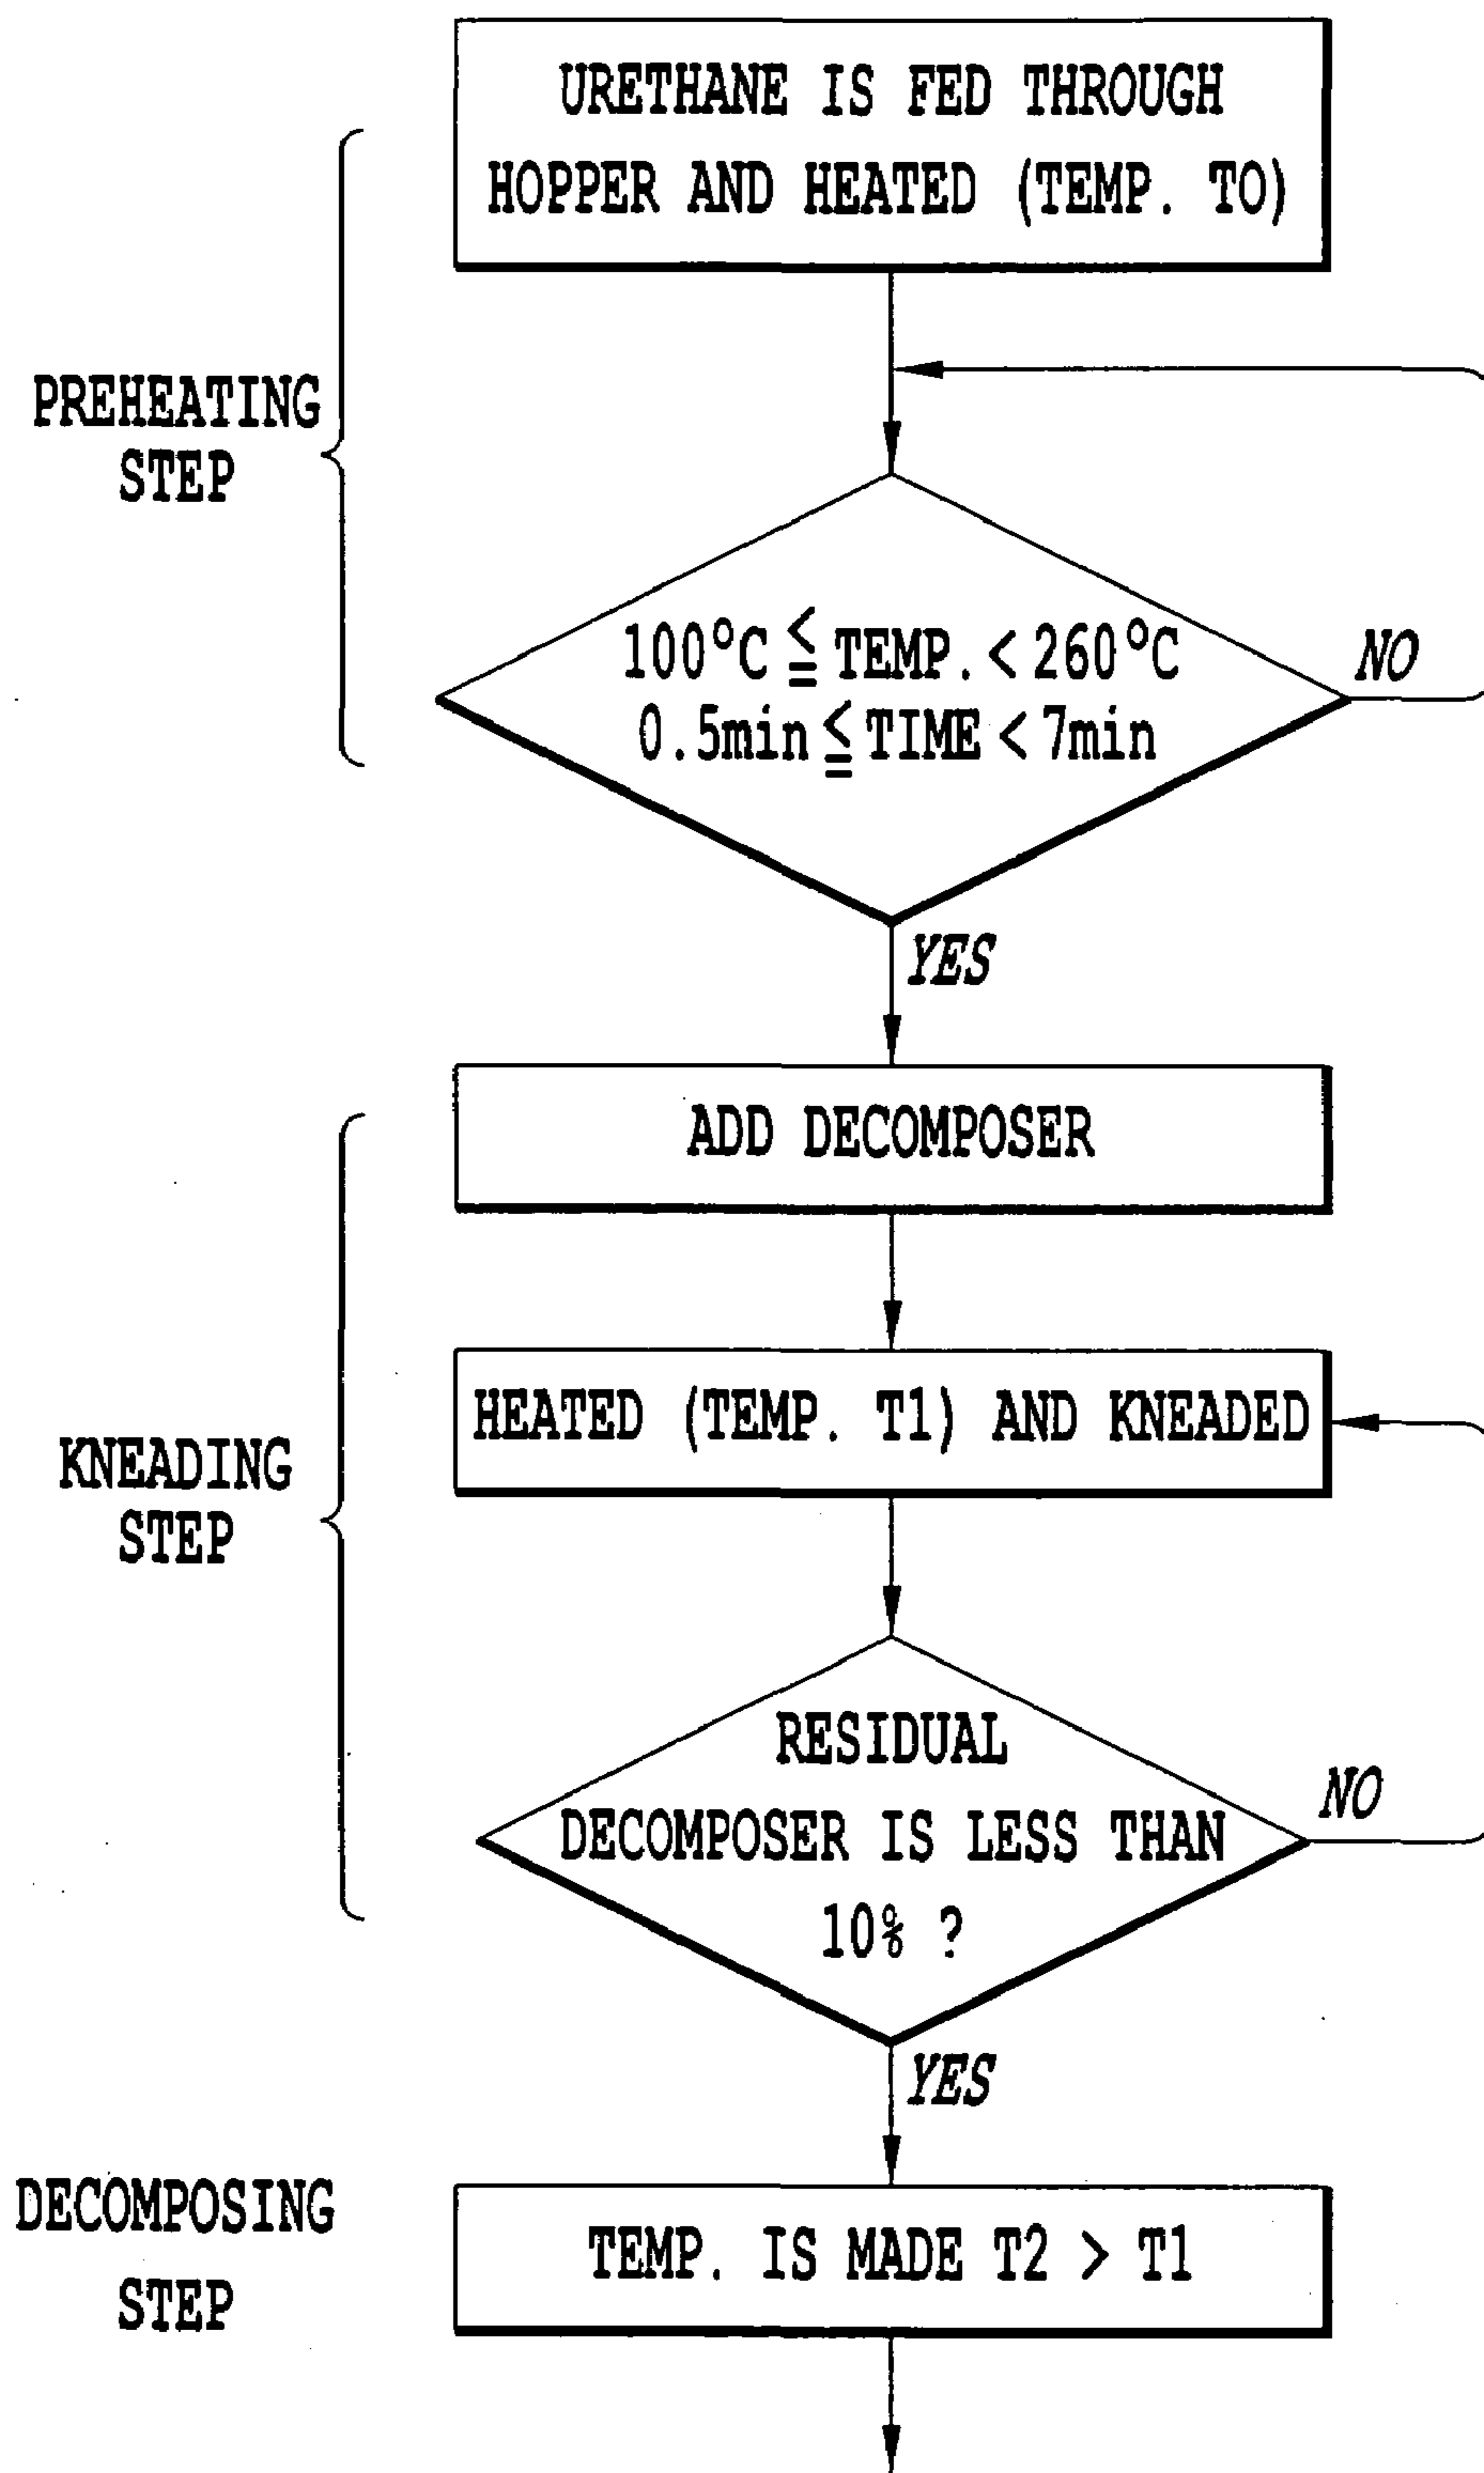 URETHANE IS FED THROUGH
HOPPER AND HEATED (TEMP. TO)
PREHEATING
STEP
100°C ≦ TEMP. < 260°C
0.5min ≦ TIME < 7min
NO
YES
ADD DECOMPOSER
HEATED (TEMP. T1) AND KNEADED
KNEADING
STEP
RESIDUAL
DECOMPOSER IS LESS THAN
10% ?
NO
YES
DECOMPOSING
STEP
TEMP. IS MADE T2 > T1